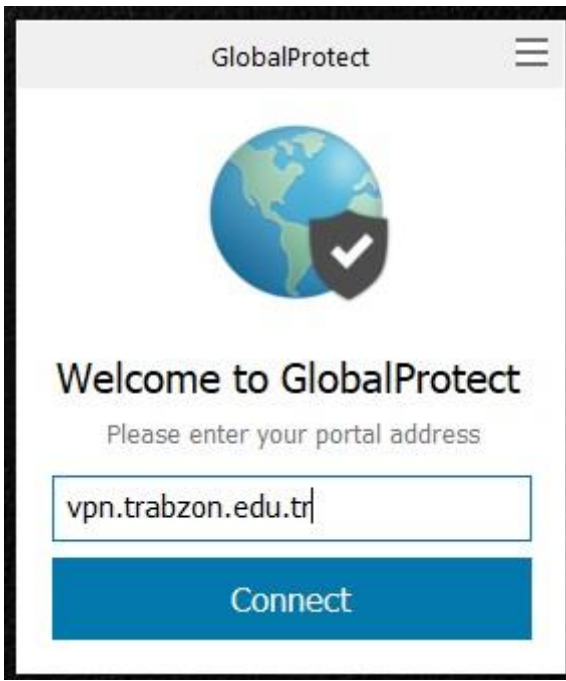 GlobalProtect
Welcome to GlobalProtect
Please enter your portal address
vpn.trabzon.edu.tr
Connect